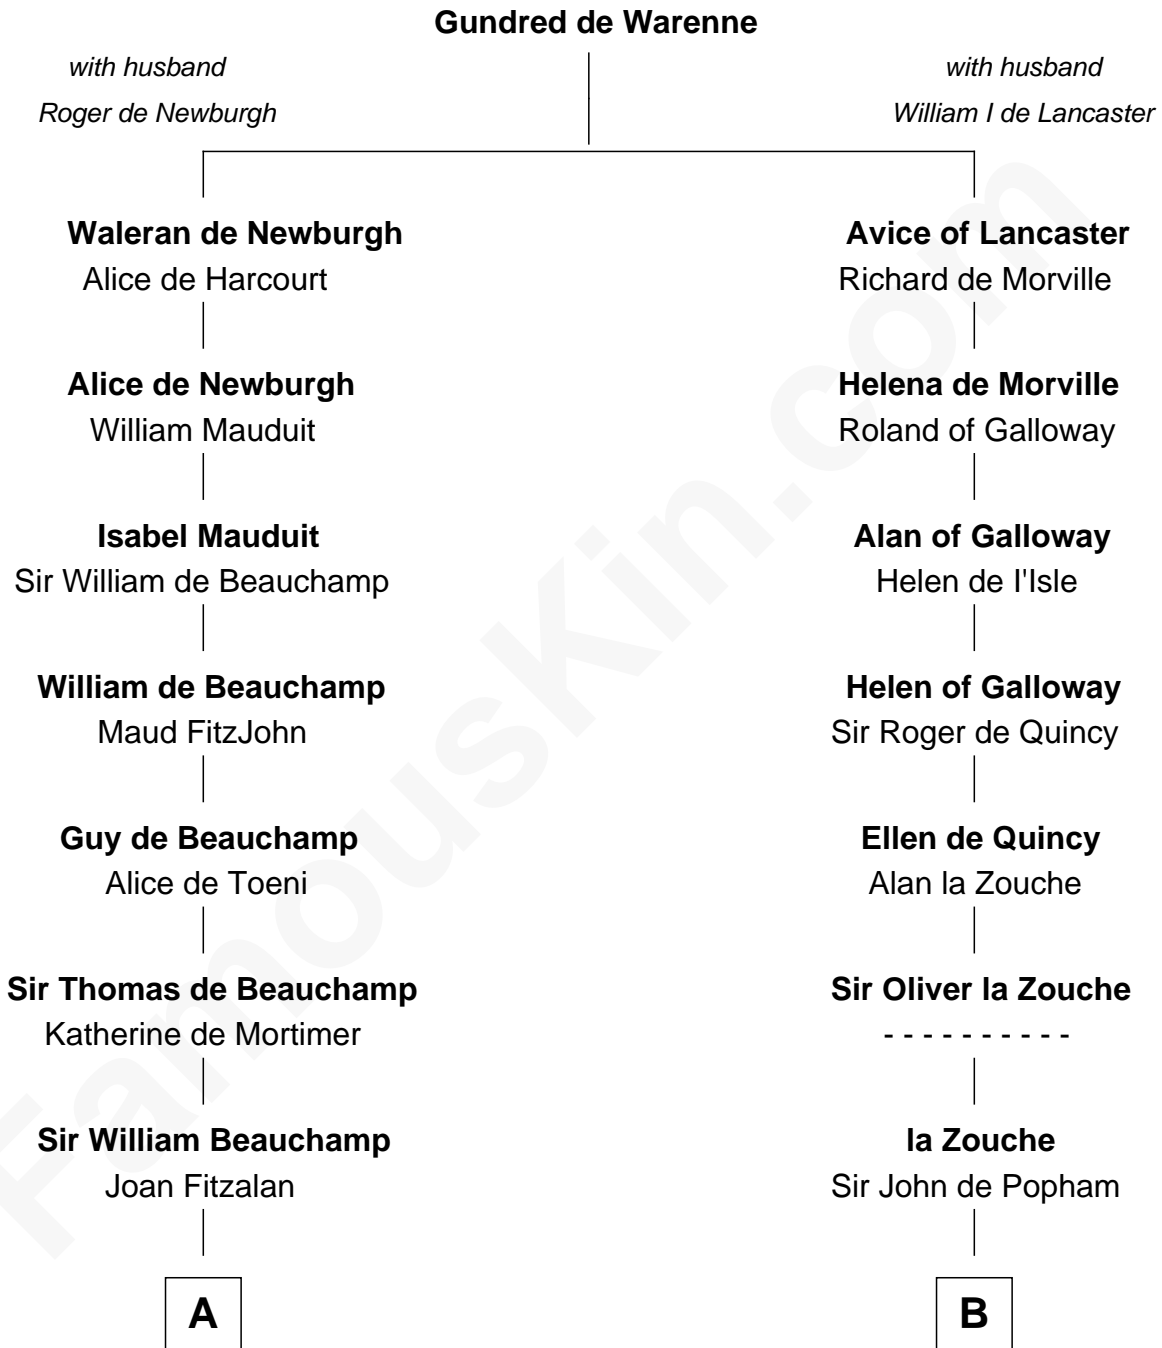 Gundred de Warenne
with husband
Roger de Newburgh
with husband
William I de Lancaster
Waleran de Newburgh
Alice de Harcourt
Avice of Lancaster
Richard de Morville
Alice de Newburgh
William Mauduit
Helena de Morville
Roland of Galloway
Isabel Mauduit
Sir William de Beauchamp
Alan of Galloway
Helen de I'Isle
William de Beauchamp
Maud FitzJohn
Helen of Galloway
Sir Roger de Quincy
Guy de Beauchamp
Alice de Toeni
Ellen de Quincy
Alan la Zouche
Sir Thomas de Beauchamp
Katherine de Mortimer
Sir Oliver la Zouche
- - - - - - - - - -
Sir William Beauchamp
Joan Fitzalan
la Zouche
Sir John de Popham
A
B
FamousKin.com